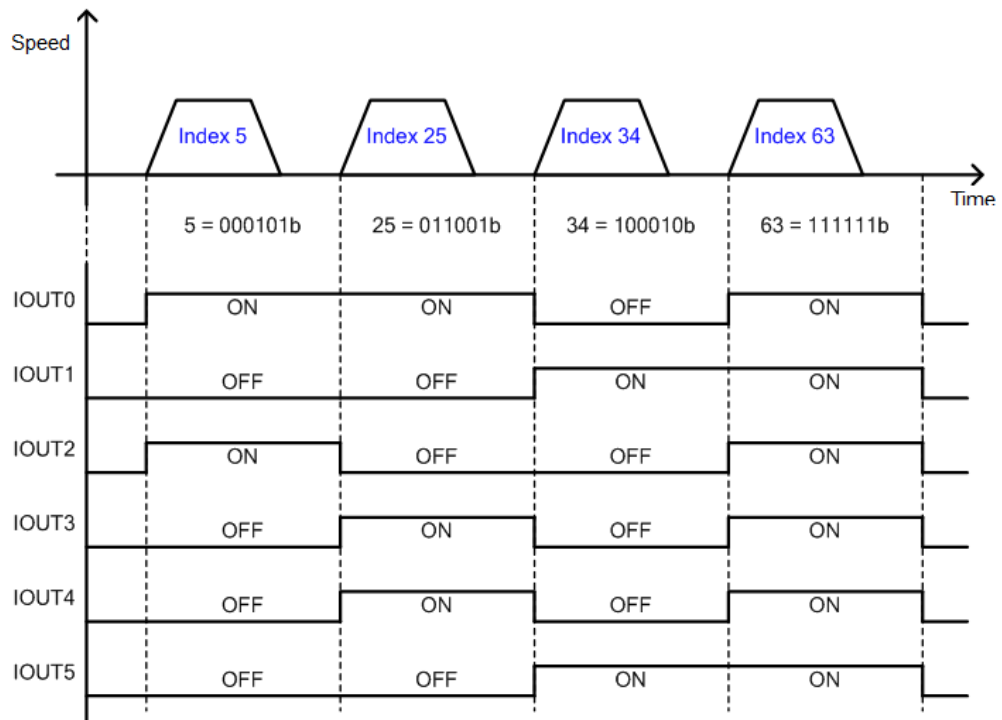 Speed
Index 5 Index 25 Index 34 Index 63
Time
5 = 000101b 25 = 011001b 34 = 100010b 63 = 111111b
IOUT0 ON ON OFF ON
IOUT1 OFF OFF ON ON
IOUT2 ON OFF OFF ON
IOUT3 OFF ON OFF ON
IOUT4 OFF ON OFF ON
IOUT5 OFF OFF ON ON